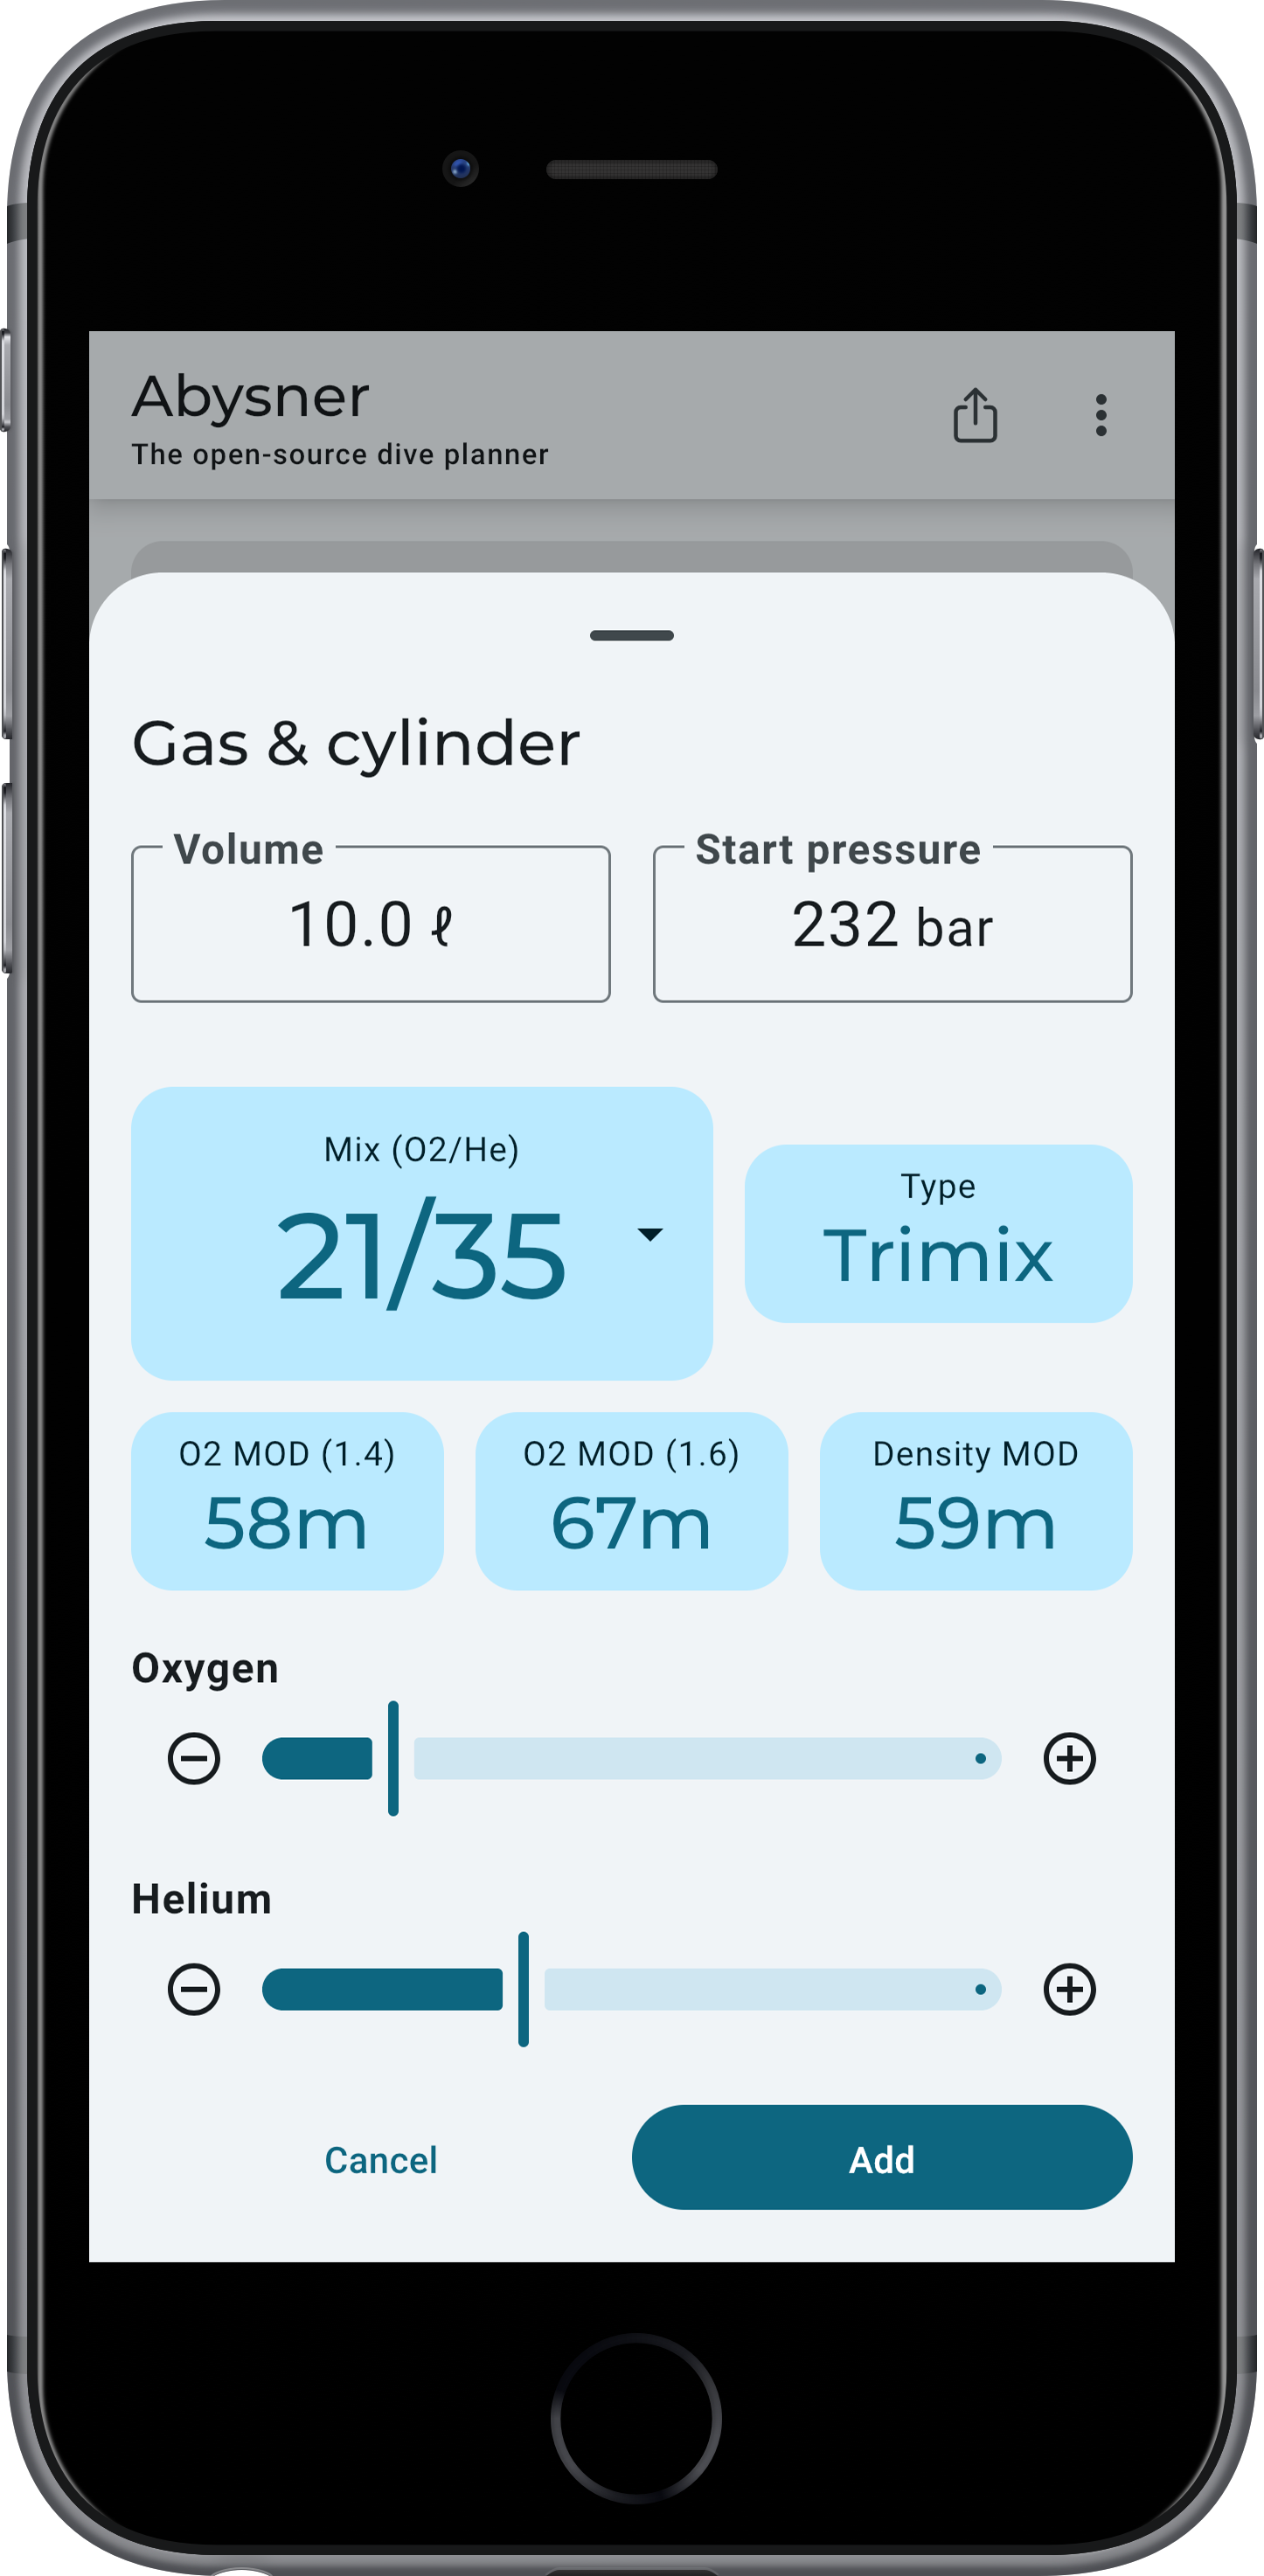 Abysner
The open-source dive planner
Gas & cylinder
Volume
10.0 ℓ
Start pressure
232 bar
Mix (O2/He)
21/35
Type
Trimix
O2 MOD (1.4)
58m
O2 MOD (1.6)
67m
Density MOD
59m
Oxygen
Helium
Cancel
Add